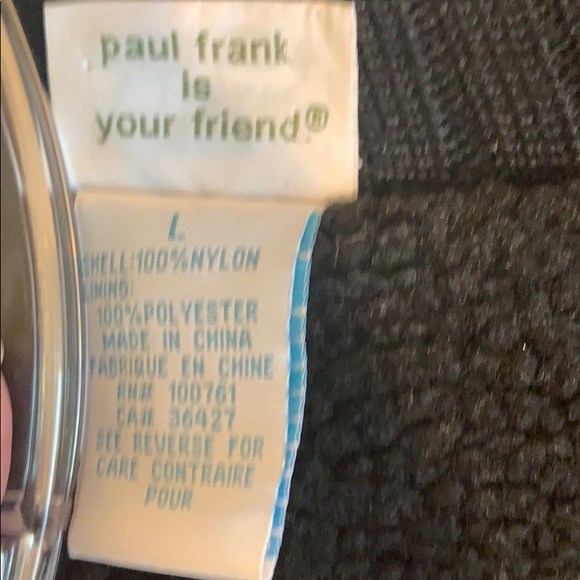 paul frank
is
your friend.®
L
SHELL:100%NYLON
LINING:
100%POLYESTER
MADE IN CHINA
FABRIQUE EN CHINE
RN# 100761
CA# 36427
SEE REVERSE FOR
CARE CONTRAIRE
POUR